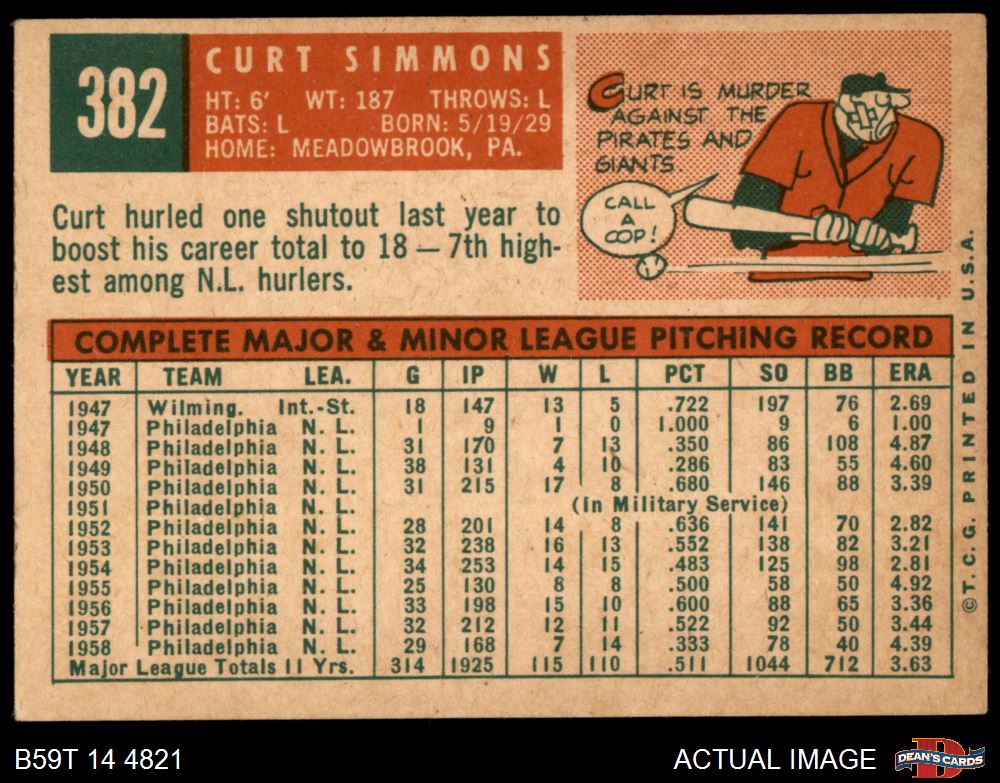 382
CURT SIMMONS
HT: 6' WT: 187 THROWS: L
BATS: L BORN: 5/19/29
HOME: MEADOWBROOK, PA.
Curt hurled one shutout last year to
boost his career total to 18 — 7th high-
est among N.L. hurlers.
CURT IS MURDER
AGAINST THE
PIRATES AND
GIANTS.
CALL
A
COP!
COMPLETE MAJOR & MINOR LEAGUE PITCHING RECORD
YEAR TEAM LEA. G IP W L PCT SO BB ERA
1947 Wilming. Int.-St. 18 147 13 5 .722 197 76 2.69
1947 Philadelphia N. L. 1 9 1 0 1.000 9 6 1.00
1948 Philadelphia N. L. 31 170 7 13 .350 86 108 4.87
1949 Philadelphia N. L. 38 131 4 10 .286 83 55 4.60
1950 Philadelphia N. L. 31 215 17 8 .680 146 88 3.39
1951 Philadelphia N. L. (In Military Service)
1952 Philadelphia N. L. 28 201 14 8 .636 141 70 2.82
1953 Philadelphia N. L. 32 238 16 13 .552 138 82 3.21
1954 Philadelphia N. L. 34 253 14 15 .483 125 98 2.81
1955 Philadelphia N. L. 25 130 8 8 .500 58 50 4.92
1956 Philadelphia N. L. 33 198 15 10 .600 88 65 3.36
1957 Philadelphia N. L. 32 212 12 11 .522 92 50 3.44
1958 Philadelphia N. L. 29 168 7 14 .333 78 40 4.39
Major League Totals 11 Yrs. 314 1925 115 110 .511 1044 712 3.63
© T. C. G. PRINTED IN U.S.A.
B59T 14 4821
ACTUAL IMAGE
D
DEAN'S CARDS